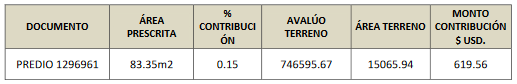 DOCUMENTO ÁREA PRESCRITA % CONTRIBUCI ÓN AVALÚO TERRENO ÁREA TERRENO MONTO CONTRIBUCIÓN $ USD.
PREDIO 1296961 83.35m2 0.15 746595.67 15065.94 619.56